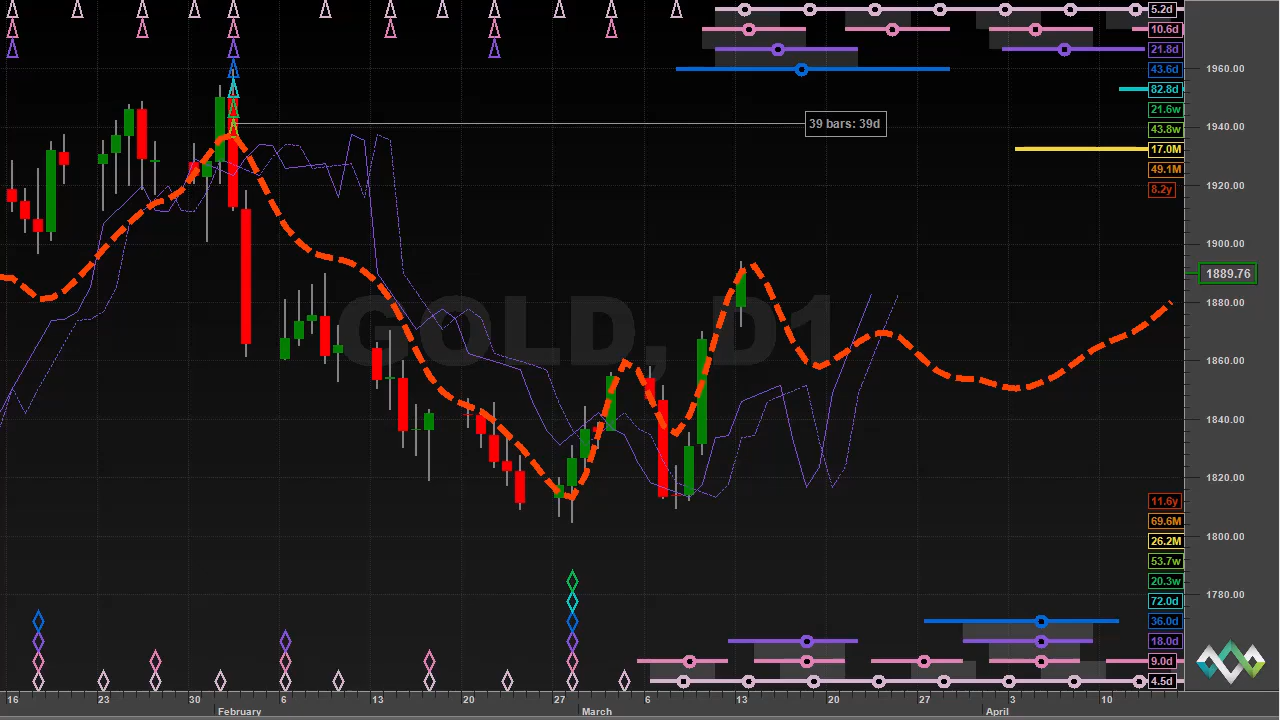 5.2d
10.6d
21.8d
43.6d
1960.00
82.8d
21.6w
39 bars: 39d
1940.00
43.8w
17.0M
49.1M
1920.00
8.2y
1900.00
1889.76
1880.00
GOLD, D1
1860.00
1840.00
1820.00
11.6y
69.6M
1800.00
26.2M
53.7w
20.3w
1780.00
72.0d
36.0d
18.0d
9.0d
4.5d
16 23 30 6 13 20 27 6 13 20 27 3 10
February March April